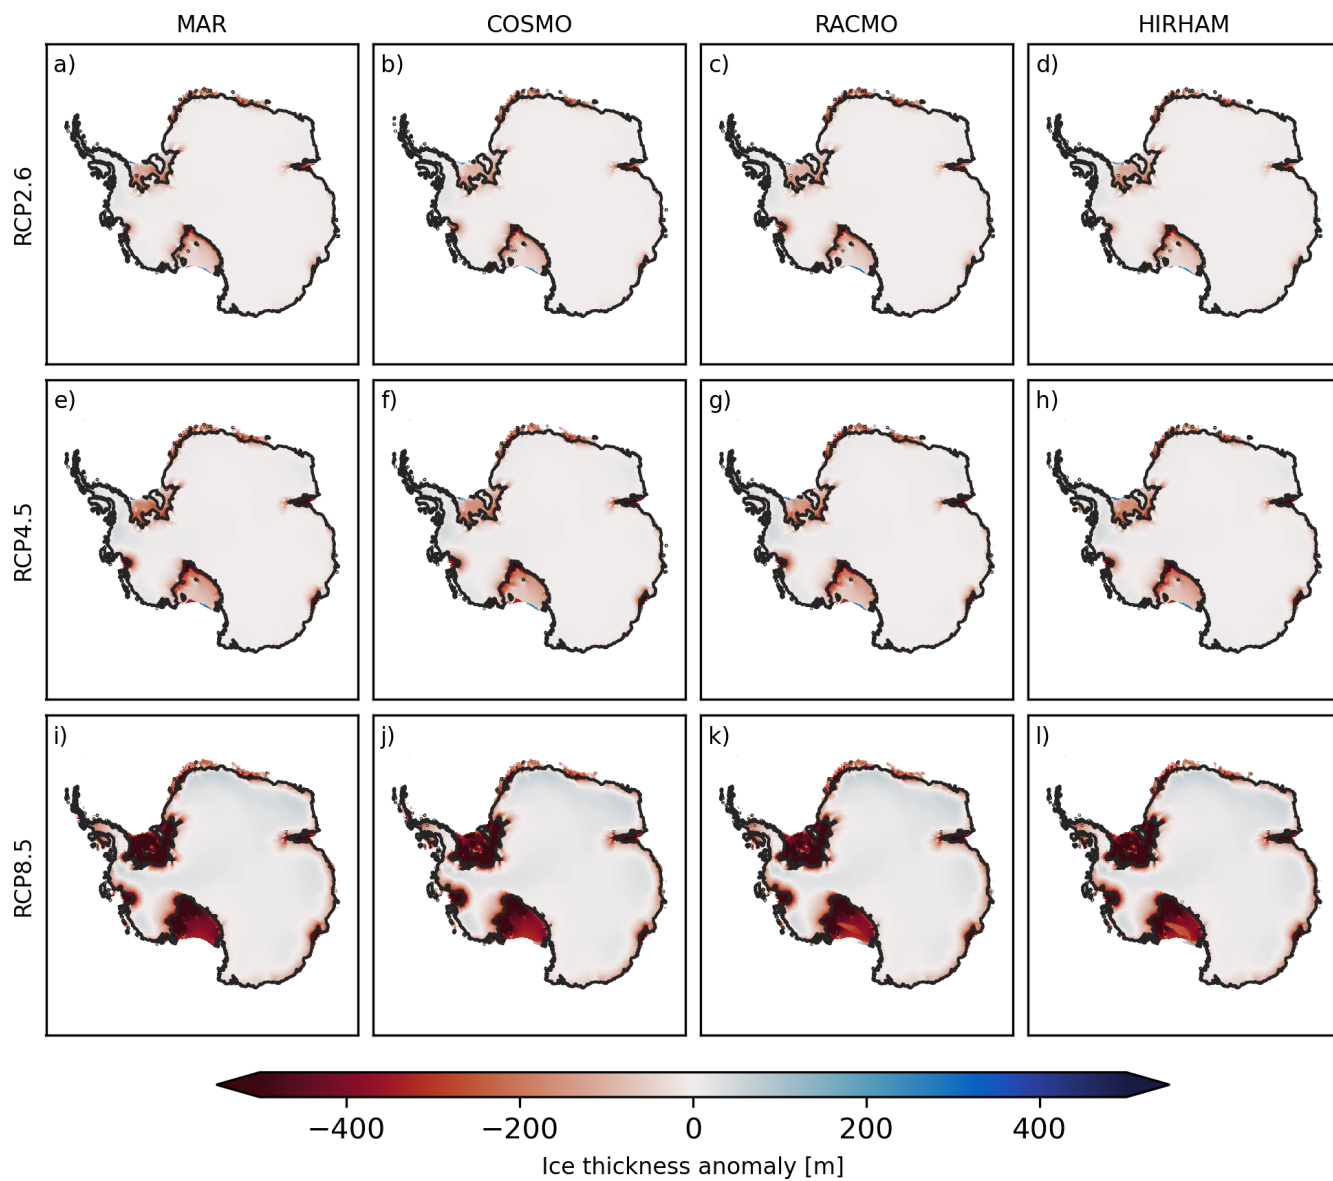 MAR COSMO RACMO HIRHAM
RCP2.6
a) b) c) d)
RCP4.5
e) f) g) h)
RCP8.5
i) j) k) l)
−400 −200 0 200 400
Ice thickness anomaly [m]